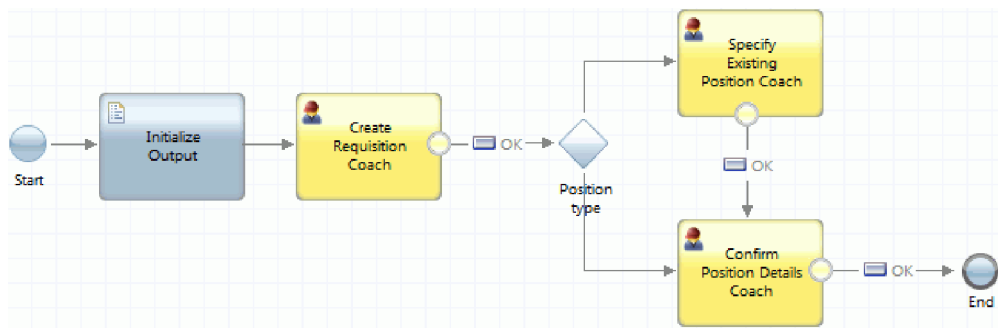 Start
Initialize
Output
Create
Requisition
Coach
OK
Position
type
Specify
Existing
Position Coach
OK
Confirm
Position Details
Coach
OK
End